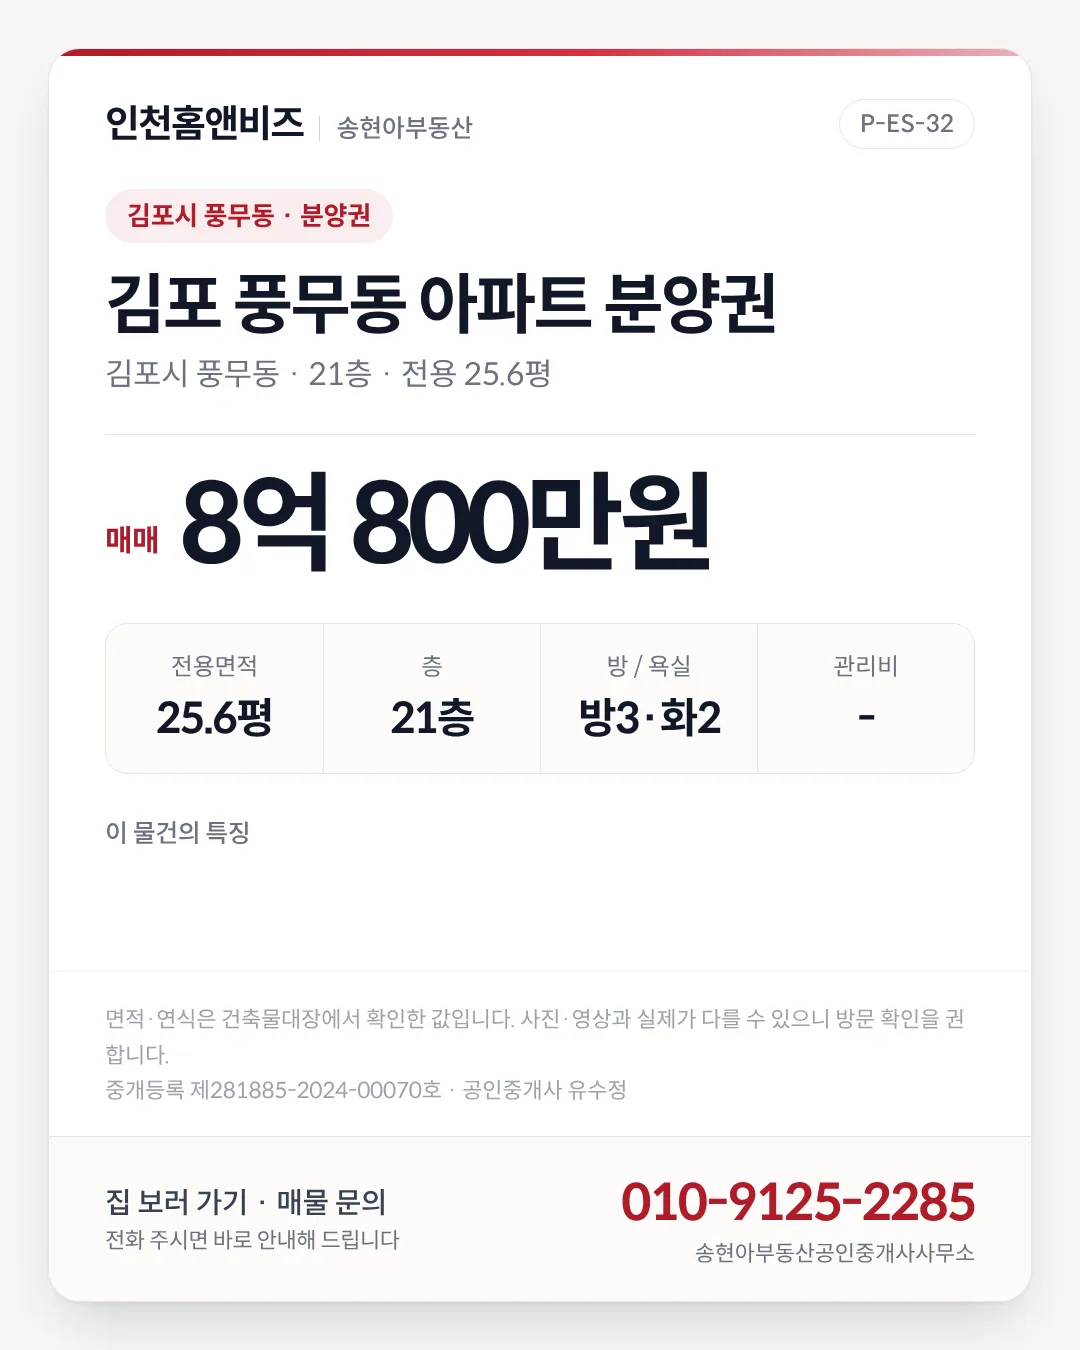 인천홈앤비즈 | 송현아부동산
P-ES-32
김포시 풍무동 · 분양권
김포 풍무동 아파트 분양권
김포시 풍무동 · 21층 · 전용 25.6평
매매 8억 800만원
전용면적 층 방 / 욕실 관리비
25.6평 21층 방3·화2 -
이 물건의 특징
면적·연식은 건축물대장에서 확인한 값입니다. 사진·영상과 실제가 다를 수 있으니 방문 확인을 권
합니다.
중개등록 제281885-2024-00070호 · 공인중개사 유수정
집 보러 가기 · 매물 문의
전화 주시면 바로 안내해 드립니다
010-9125-2285
송현아부동산공인중개사사무소